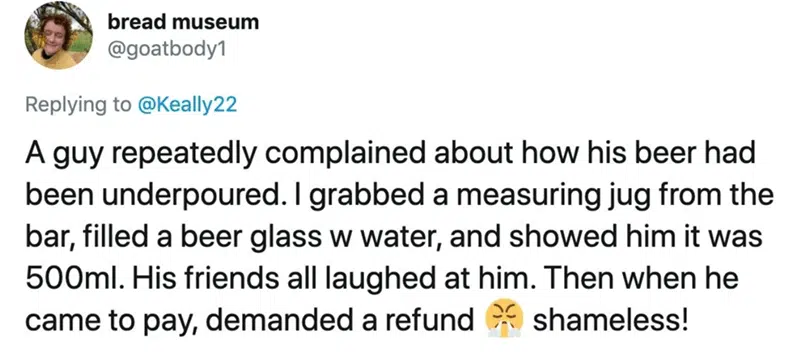 bread museum
@goatbody1
Replying to @Keally22
A guy repeatedly complained about how his beer had
been underpoured. I grabbed a measuring jug from the
bar, filled a beer glass w water, and showed him it was
500ml. His friends all laughed at him. Then when he
came to pay, demanded a refund 😤 shameless!